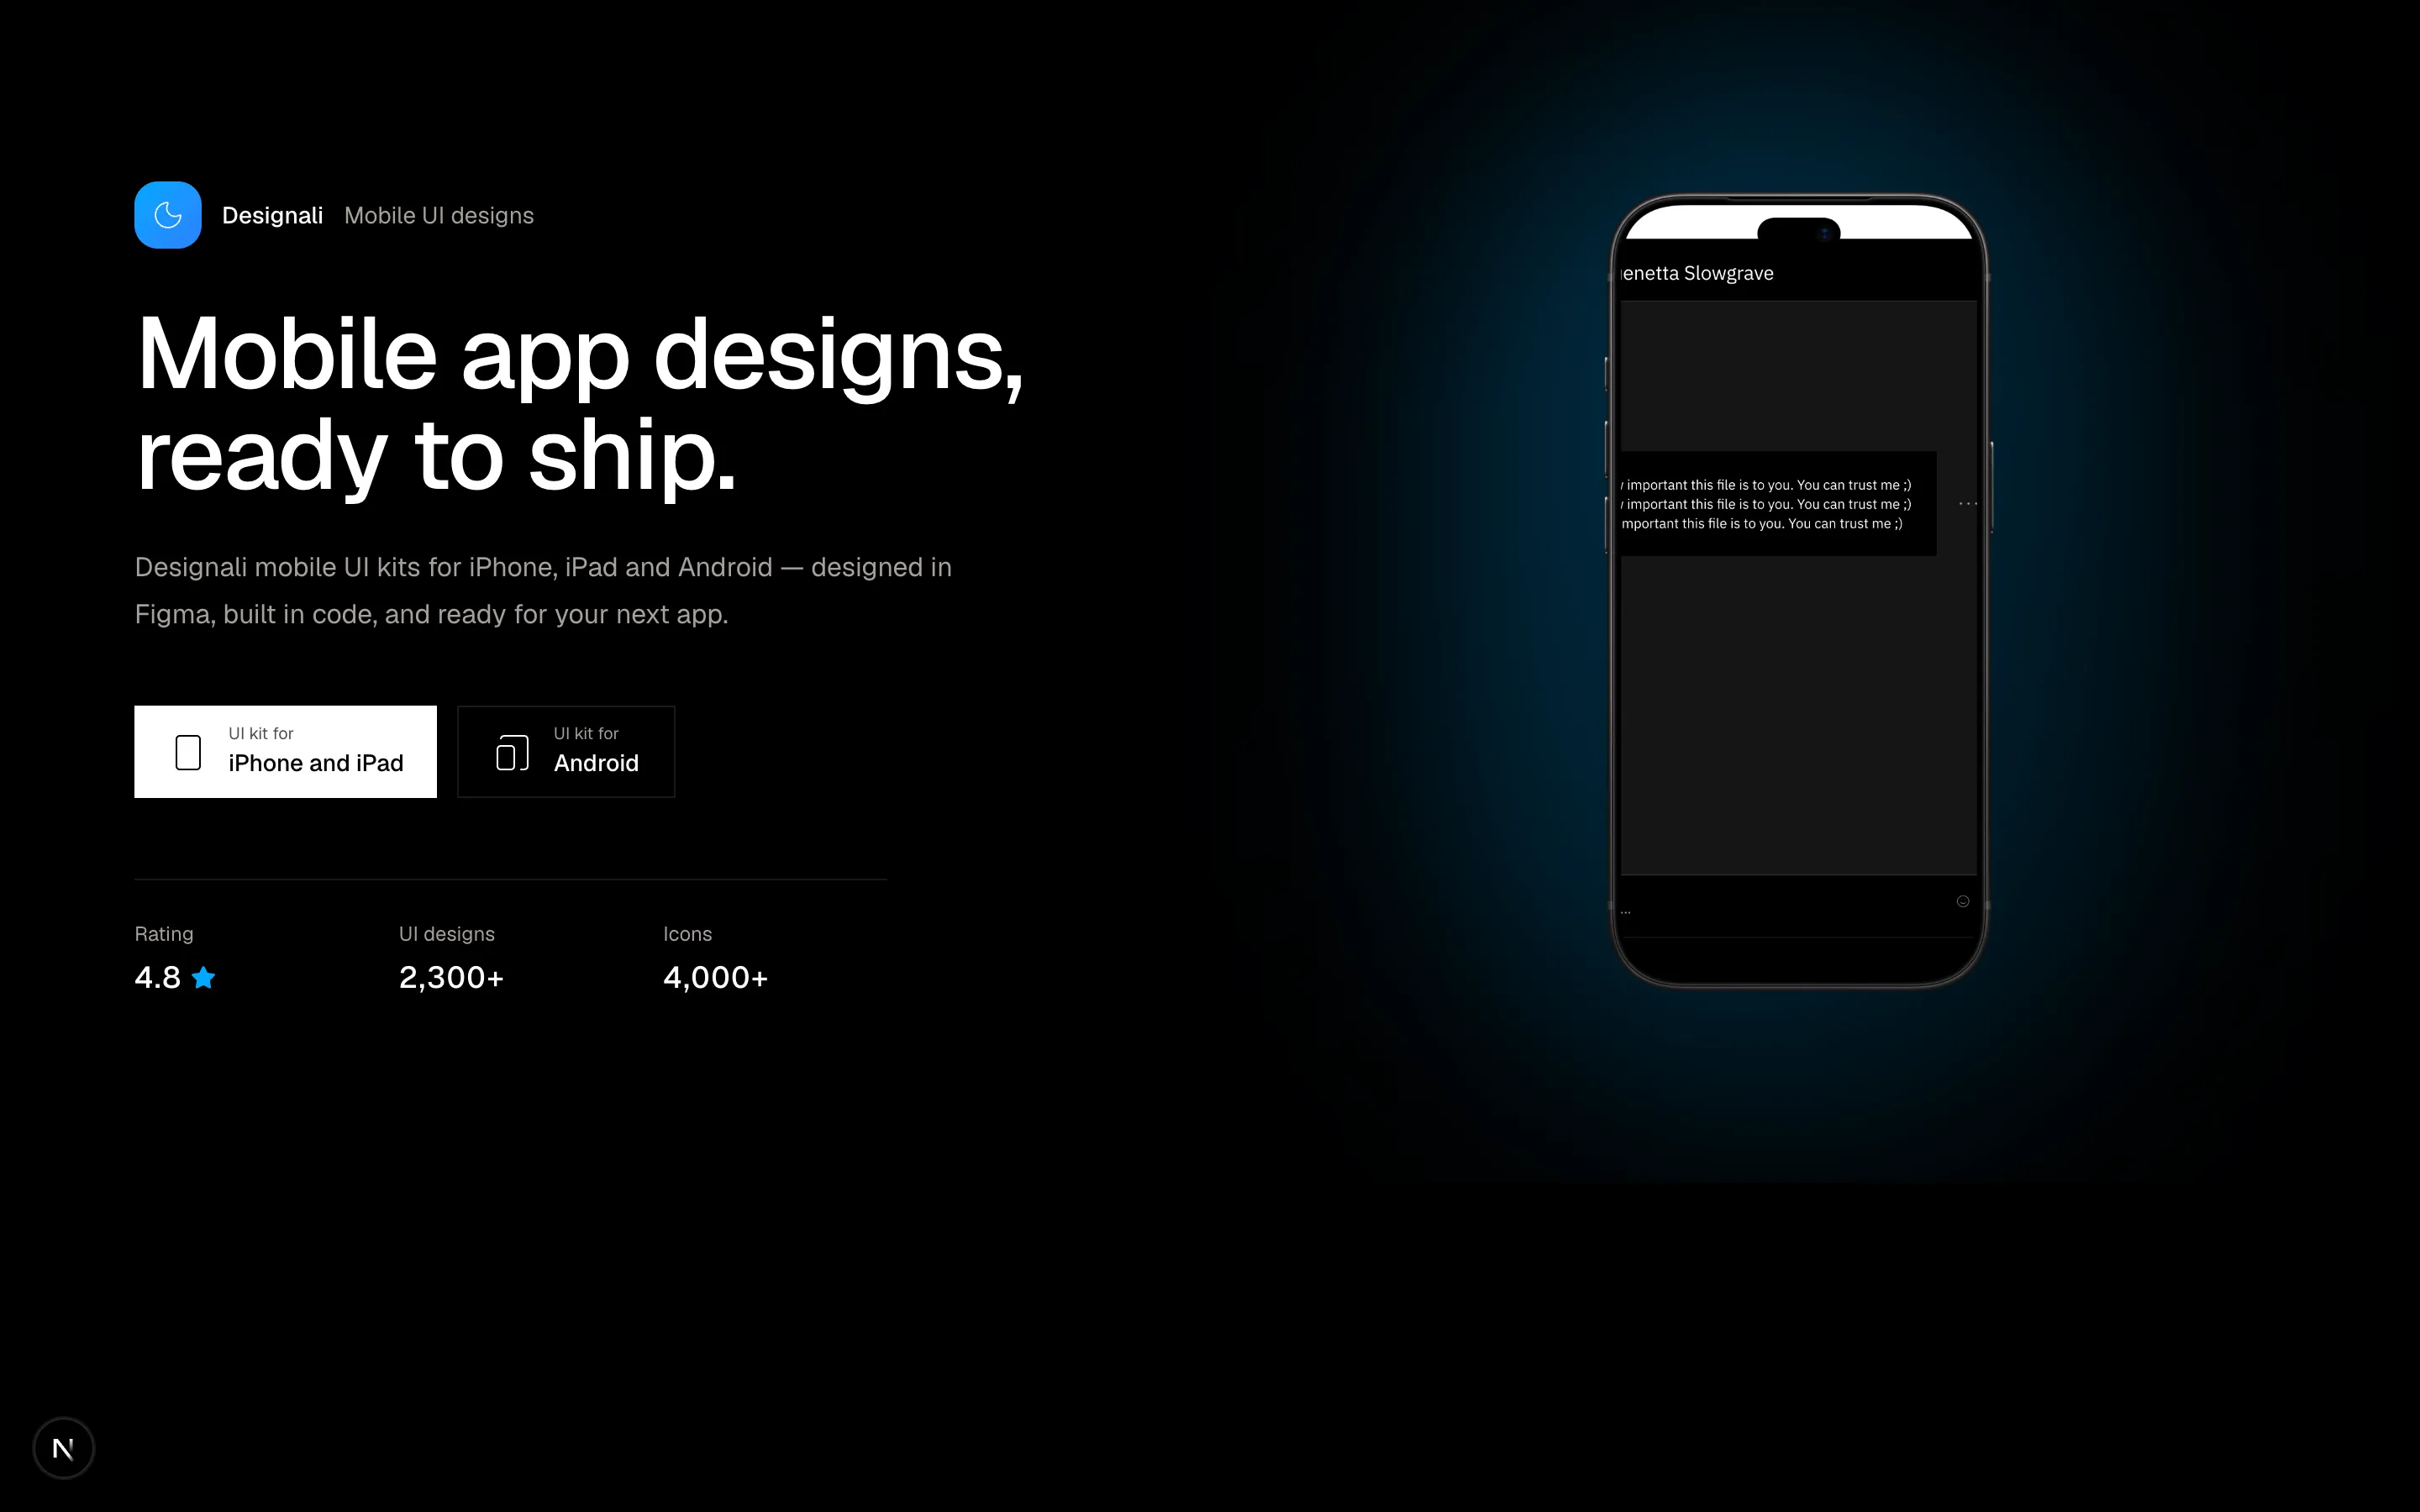 Designali Mobile UI designs
Mobile app designs,
ready to ship.
Designali mobile UI kits for iPhone, iPad and Android — designed in
Figma, built in code, and ready for your next app.
UI kit for
iPhone and iPad
UI kit for
Android
Rating
4.8
UI designs
2,300+
Icons
4,000+
enetta Slowgrave
important this file is to you. You can trust me ;)
important this file is to you. You can trust me ;)
mportant this file is to you. You can trust me ;)
...
...
N